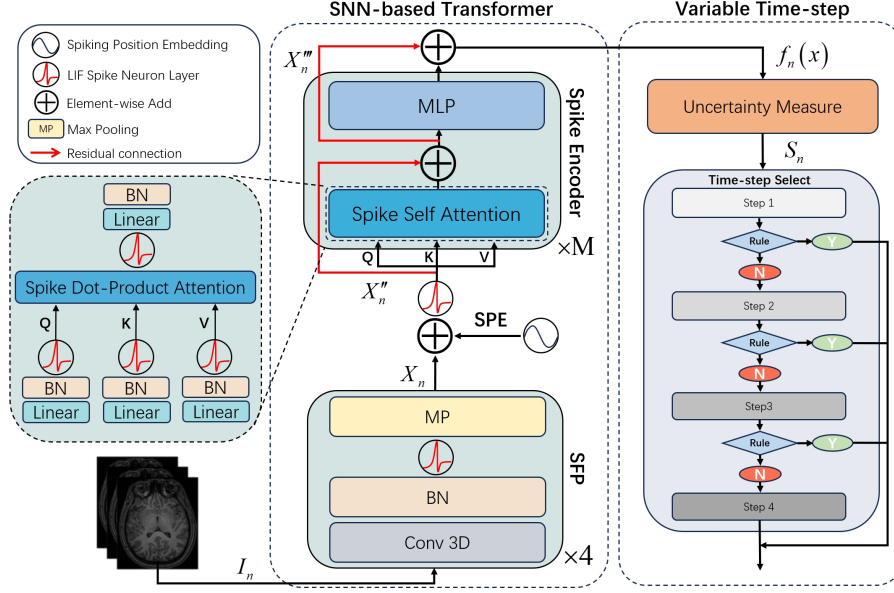 SNN-based Transformer
Variable Time-step
Spiking Position Embedding
LIF Spike Neuron Layer
Element-wise Add
MP Max Pooling
Residual connection
BN
Linear
Spike Dot-Product Attention
Q K V
BN BN BN
Linear Linear Linear
X‴ₙ
MLP
Spike Self Attention
Spike Encoder
×M
Q K V
X″ₙ
SPE
Xₙ
MP
BN
Conv 3D
SFP
×4
Iₙ
fₙ(x)
Uncertainty Measure
Sₙ
Time-step Select
Step 1
Rule Y
N
Step 2
Rule Y
N
Step3
Rule Y
N
Step 4